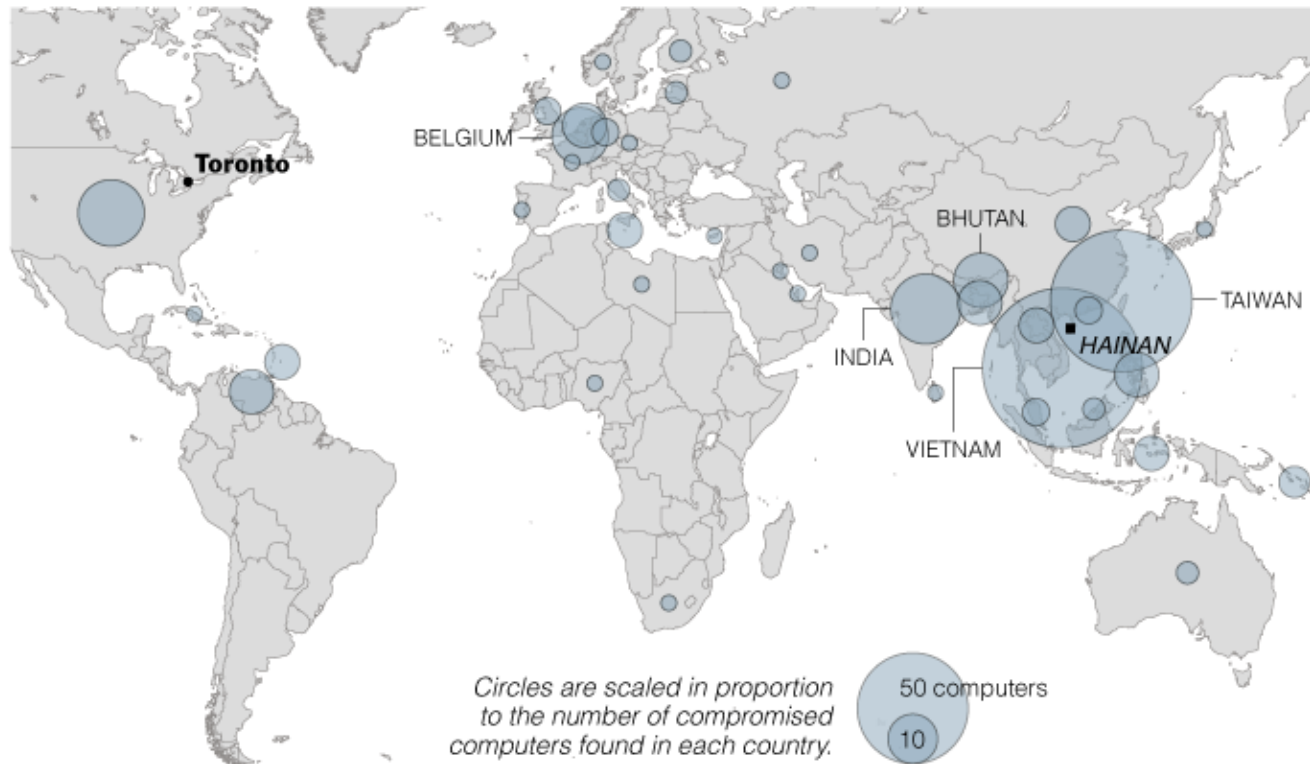 BELGIUM
Toronto
BHUTAN
TAIWAN
HAINAN
INDIA
VIETNAM
Circles are scaled in proportion
to the number of compromised
computers found in each country.
50 computers
10